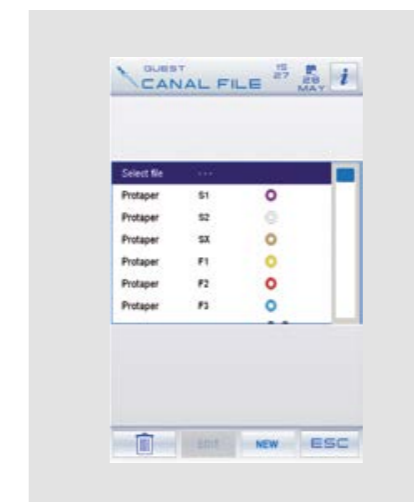 GUEST
CANAL FILE
15
27
28
MAY
i
Select file ---
Protaper S1
Protaper S2
Protaper SX
Protaper F1
Protaper F2
Protaper F3
EDIT NEW ESC